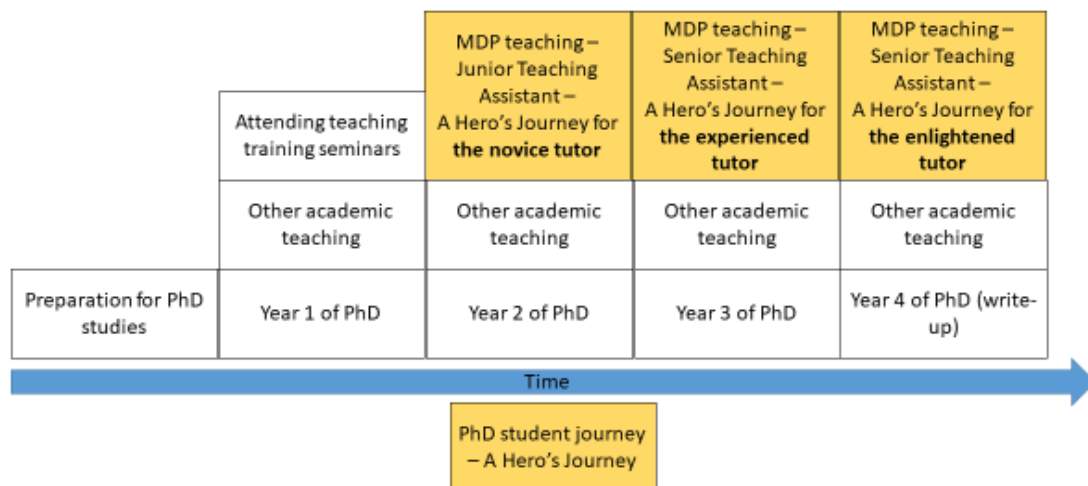 MDP teaching –
Junior Teaching
Assistant –
A Hero's Journey for
the novice tutor
MDP teaching –
Senior Teaching
Assistant –
A Hero's Journey for
the experienced
tutor
MDP teaching –
Senior Teaching
Assistant –
A Hero's Journey for
the enlightened
tutor
Attending teaching
training seminars
Other academic
teaching
Other academic
teaching
Other academic
teaching
Other academic
teaching
Preparation for PhD
studies
Year 1 of PhD
Year 2 of PhD
Year 3 of PhD
Year 4 of PhD (write-
up)
Time
PhD student journey
– A Hero's Journey